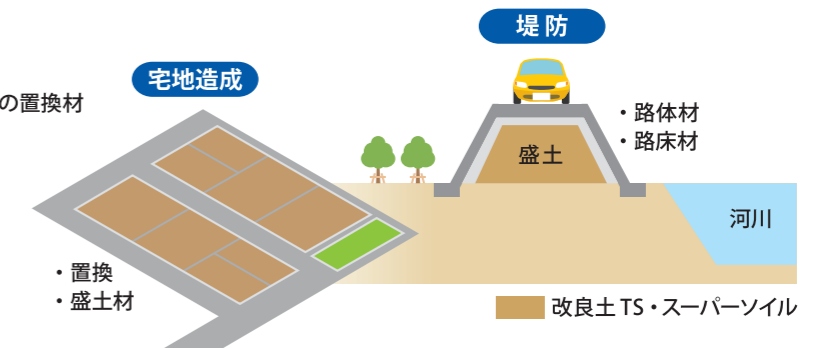 の置換材
宅地造成
・置換
・盛土材
堤防
・路体材
・路床材
盛土
河川
改良土 TS・スーパーソイル